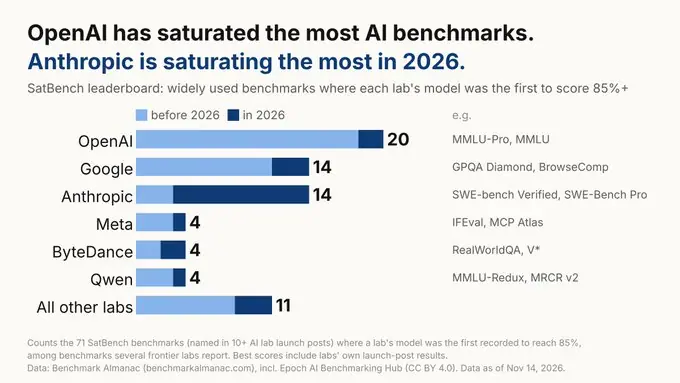 OpenAI has saturated the most AI benchmarks.
Anthropic is saturating the most in 2026.
SatBench leaderboard: widely used benchmarks where each lab's model was the first to score 85%+
before 2026 in 2026 e.g.
OpenAI 20 MMLU-Pro, MMLU
Google 14 GPQA Diamond, BrowseComp
Anthropic 14 SWE-bench Verified, SWE-Bench Pro
Meta 4 IFEval, MCP Atlas
ByteDance 4 RealWorldQA, V*
Qwen 4 MMLU-Redux, MRCR v2
All other labs 11
Counts the 71 SatBench benchmarks (named in 10+ AI lab launch posts) where a lab's model was the first recorded to reach 85%,
among benchmarks several frontier labs report. Best scores include labs' own launch-post results.
Data: Benchmark Almanac (benchmarkalmanac.com), incl. Epoch AI Benchmarking Hub (CC BY 4.0). Data as of Nov 14, 2026.